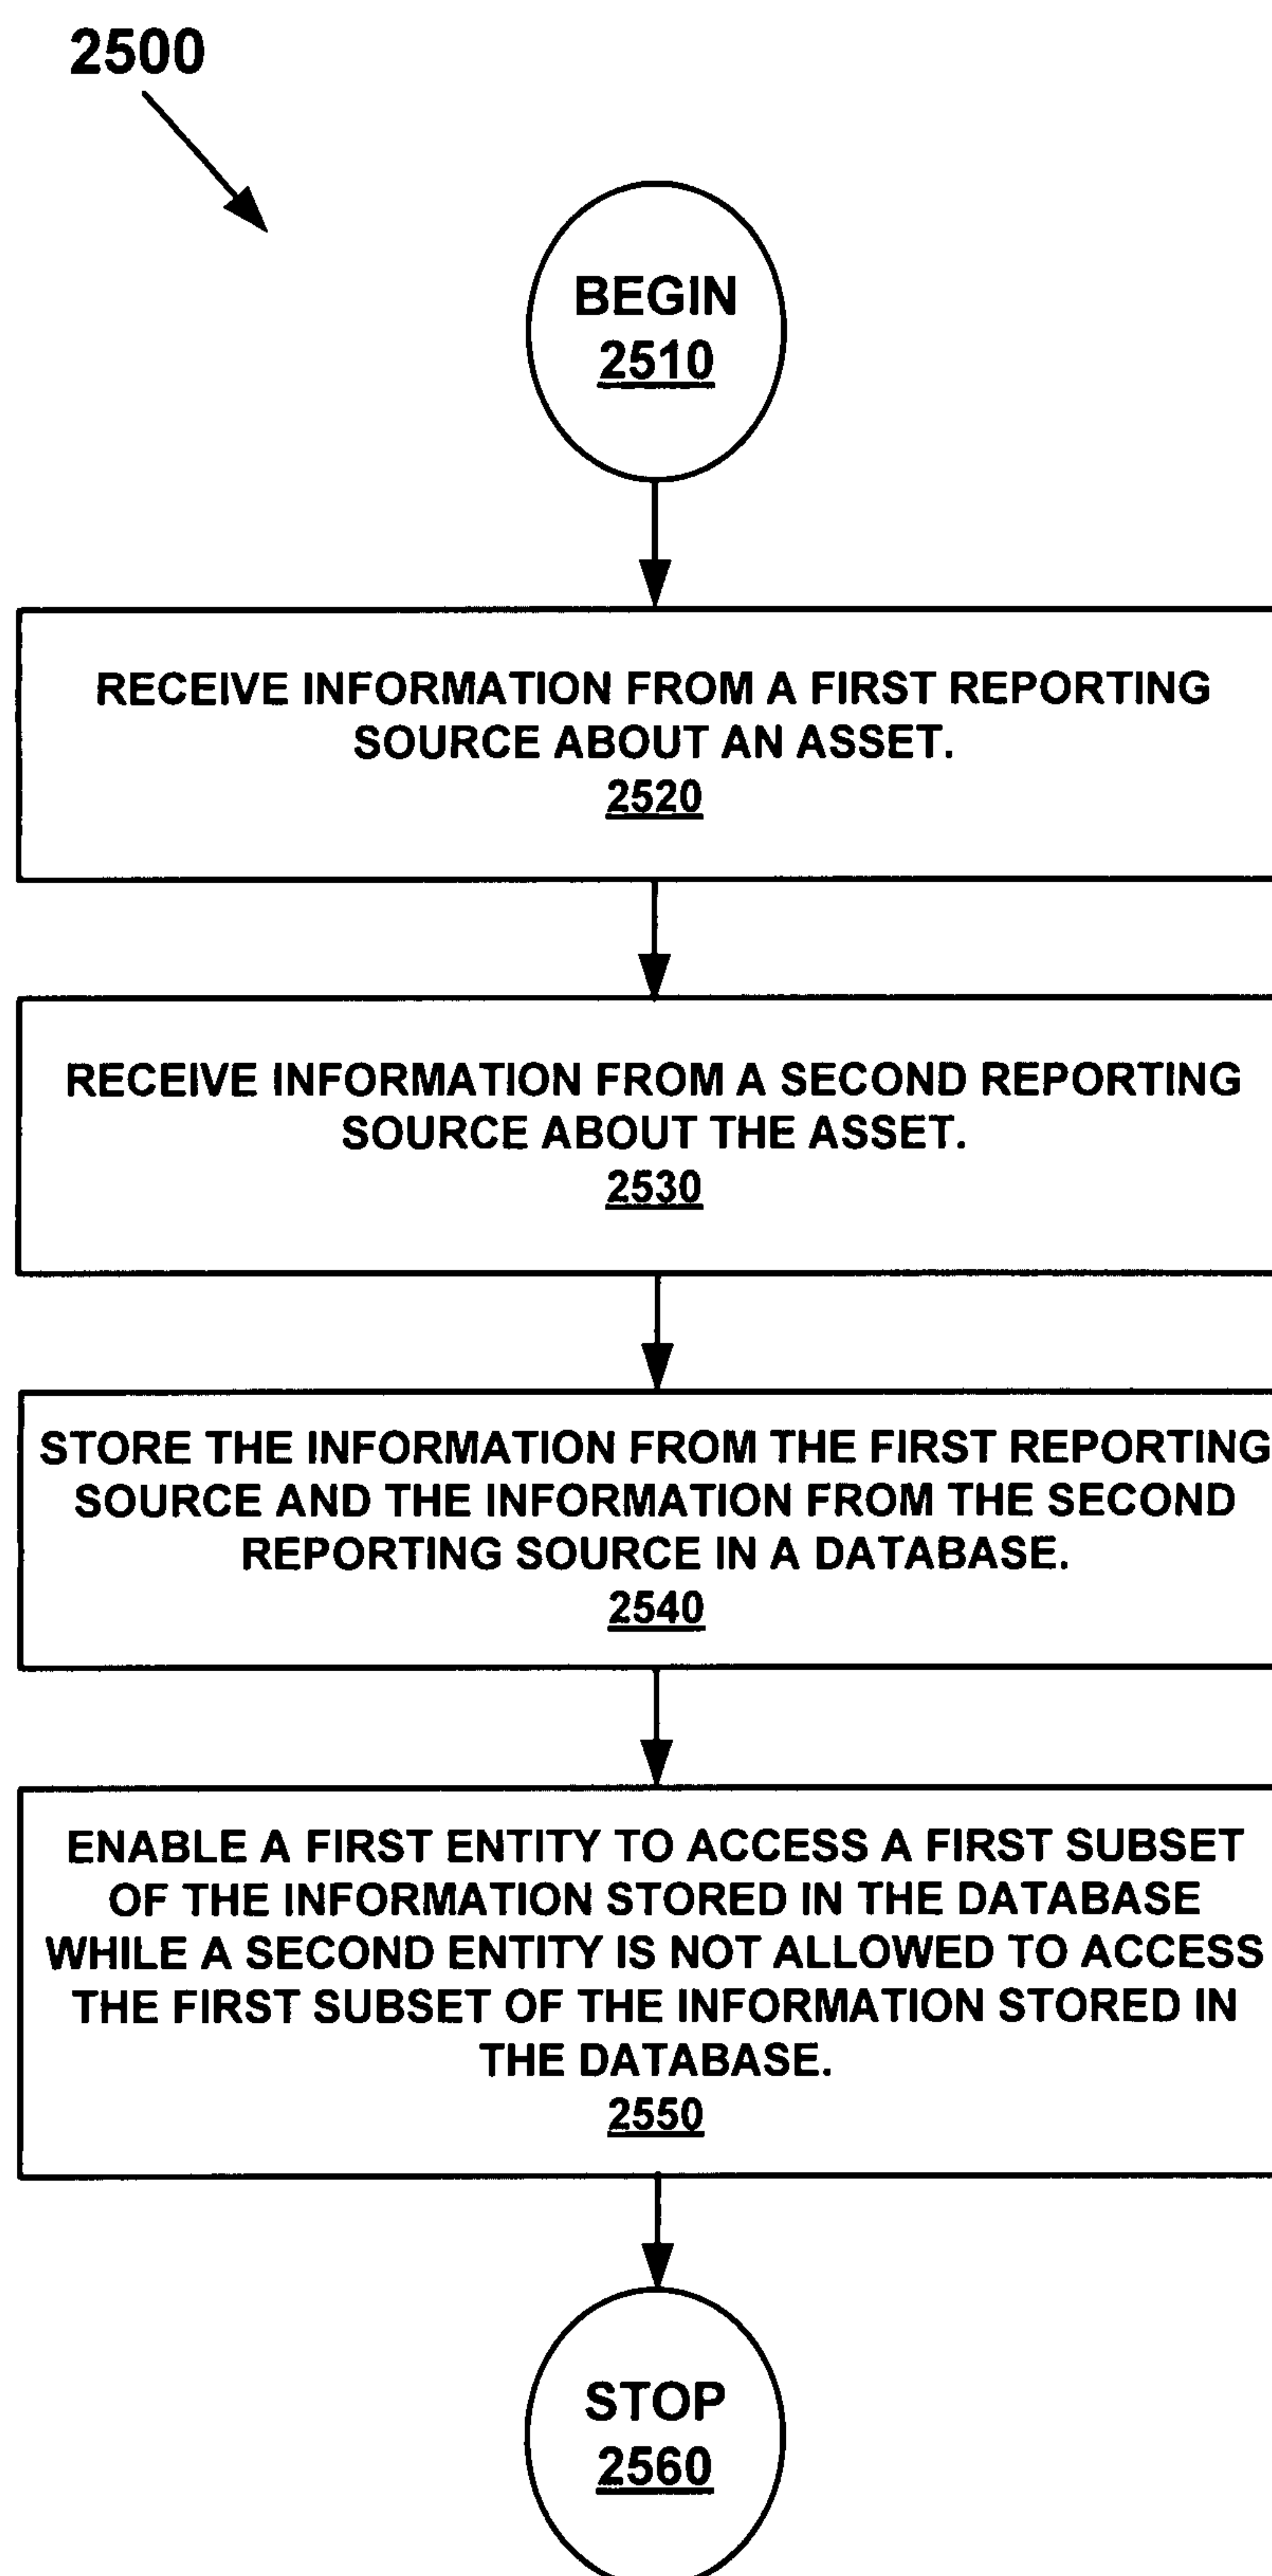 2500
BEGIN
2510
RECEIVE INFORMATION FROM A FIRST REPORTING
SOURCE ABOUT AN ASSET.
2520
RECEIVE INFORMATION FROM A SECOND REPORTING
SOURCE ABOUT THE ASSET.
2530
STORE THE INFORMATION FROM THE FIRST REPORTING
SOURCE AND THE INFORMATION FROM THE SECOND
REPORTING SOURCE IN A DATABASE.
2540
ENABLE A FIRST ENTITY TO ACCESS A FIRST SUBSET
OF THE INFORMATION STORED IN THE DATABASE
WHILE A SECOND ENTITY IS NOT ALLOWED TO ACCESS
THE FIRST SUBSET OF THE INFORMATION STORED IN
THE DATABASE.
2550
STOP
2560